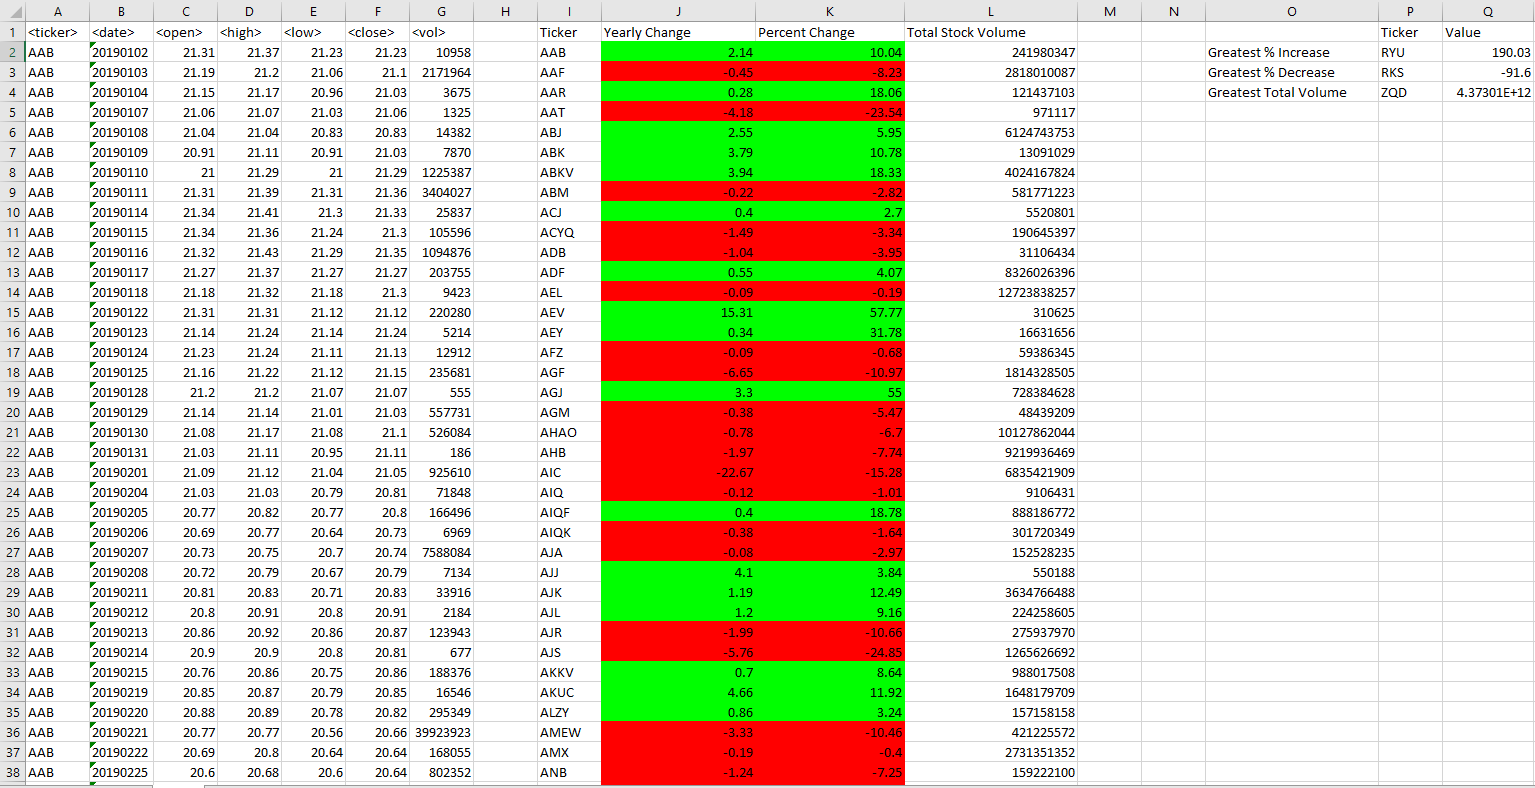 A B C D E F G H I J K L M N O P Q
1 <ticker> <date> <open> <high> <low> <close> <vol> Ticker Yearly Change Percent Change Total Stock Volume Ticker Value
2 AAB 20190102 21.31 21.37 21.23 21.23 10958 AAB 2.14 10.04 241980347 Greatest % Increase RYU 190.03
3 AAB 20190103 21.19 21.2 21.06 21.1 2171964 AAF -0.45 -8.23 2818010087 Greatest % Decrease RKS -91.6
4 AAB 20190104 21.15 21.17 20.96 21.03 3675 AAR 0.28 18.06 121437103 Greatest Total Volume ZQD 4.37301E+12
5 AAB 20190107 21.06 21.07 21.03 21.06 1325 AAT -4.18 -23.54 971117
6 AAB 20190108 21.04 21.04 20.83 20.83 14382 ABJ 2.55 5.95 6124743753
7 AAB 20190109 20.91 21.11 20.91 21.03 7870 ABK 3.79 10.78 13091029
8 AAB 20190110 21 21.29 21 21.29 1225387 ABKV 3.94 18.33 4024167824
9 AAB 20190111 21.31 21.39 21.31 21.36 3404027 ABM -0.22 -2.82 581771223
10 AAB 20190114 21.34 21.41 21.3 21.33 25837 ACJ 0.4 2.7 5520801
11 AAB 20190115 21.34 21.36 21.24 21.3 105596 ACYQ -1.49 -3.34 190645397
12 AAB 20190116 21.32 21.43 21.29 21.35 1094876 ADB -1.04 -3.95 31106434
13 AAB 20190117 21.27 21.37 21.27 21.27 203755 ADF 0.55 4.07 8326026396
14 AAB 20190118 21.18 21.32 21.18 21.3 9423 AEL -0.09 -0.19 12723838257
15 AAB 20190122 21.31 21.31 21.12 21.12 220280 AEV 15.31 57.77 310625
16 AAB 20190123 21.14 21.24 21.14 21.24 5214 AEY 0.34 31.78 16631656
17 AAB 20190124 21.23 21.24 21.11 21.13 12912 AFZ -0.09 -0.68 59386345
18 AAB 20190125 21.16 21.22 21.12 21.15 235681 AGF -6.65 -10.97 1814328505
19 AAB 20190128 21.2 21.2 21.07 21.07 555 AGJ 3.3 55 728384628
20 AAB 20190129 21.14 21.14 21.01 21.03 557731 AGM -0.38 -5.47 48439209
21 AAB 20190130 21.08 21.17 21.08 21.1 526084 AHAO -0.78 -6.7 10127862044
22 AAB 20190131 21.03 21.11 20.95 21.11 186 AHB -1.97 -7.74 9219936469
23 AAB 20190201 21.09 21.12 21.04 21.05 925610 AIC -22.67 -15.28 6835421909
24 AAB 20190204 21.03 21.03 20.79 20.81 71848 AIQ -0.12 -1.01 9106431
25 AAB 20190205 20.77 20.82 20.77 20.8 166496 AIQF 0.4 18.78 888186772
26 AAB 20190206 20.69 20.77 20.64 20.73 6969 AIQK -0.38 -1.64 301720349
27 AAB 20190207 20.73 20.75 20.7 20.74 7588084 AJA -0.08 -2.97 152528235
28 AAB 20190208 20.72 20.79 20.67 20.79 7134 AJJ 4.1 3.84 550188
29 AAB 20190211 20.81 20.83 20.71 20.83 33916 AJK 1.19 12.49 3634766488
30 AAB 20190212 20.8 20.91 20.8 20.91 2184 AJL 1.2 9.16 224258605
31 AAB 20190213 20.86 20.92 20.86 20.87 123943 AJR -1.99 -10.66 275937970
32 AAB 20190214 20.9 20.9 20.8 20.81 677 AJS -5.76 -24.85 1265626692
33 AAB 20190215 20.76 20.86 20.75 20.86 188376 AKKV 0.7 8.64 988017508
34 AAB 20190219 20.85 20.87 20.79 20.85 16546 AKUC 4.66 11.92 1648179709
35 AAB 20190220 20.88 20.89 20.78 20.82 295349 ALZY 0.86 3.24 157158158
36 AAB 20190221 20.77 20.77 20.56 20.66 39923923 AMEW -3.33 -10.46 421225572
37 AAB 20190222 20.69 20.8 20.64 20.64 168055 AMX -0.19 -0.4 2731351352
38 AAB 20190225 20.6 20.68 20.6 20.64 802352 ANB -1.24 -7.25 159222100